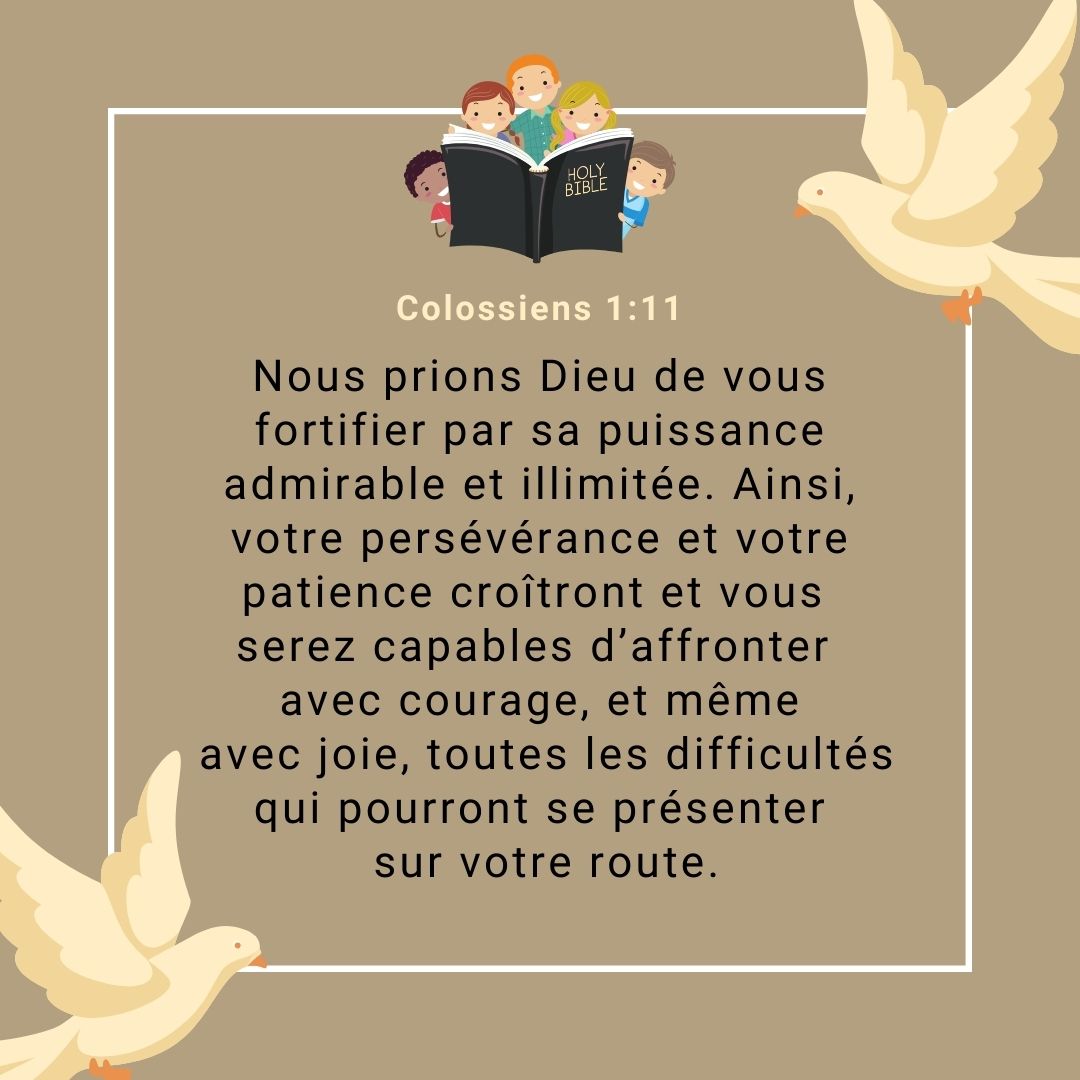 HOLY
BIBLE
Colossiens 1:11
Nous prions Dieu de vous
fortifier par sa puissance
admirable et illimitée. Ainsi,
votre persévérance et votre
patience croîtront et vous
serez capables d’affronter
avec courage, et même
avec joie, toutes les difficultés
qui pourront se présenter
sur votre route.